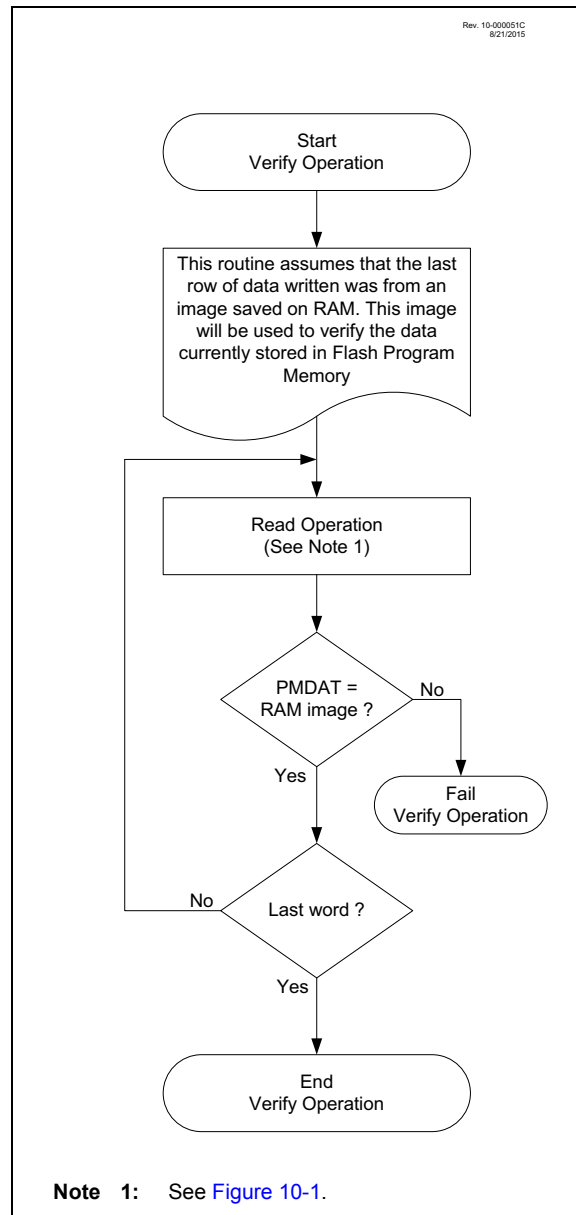 Rev. 10-000051C
8/21/2015
Start
Verify Operation
This routine assumes that the last
row of data written was from an
image saved on RAM. This image
will be used to verify the data
currently stored in Flash Program
Memory
Read Operation
(See Note 1)
PMDAT =
RAM image ?
No
Yes
Fail
Verify Operation
No
Last word ?
Yes
End
Verify Operation
Note 1: See Figure 10-1.